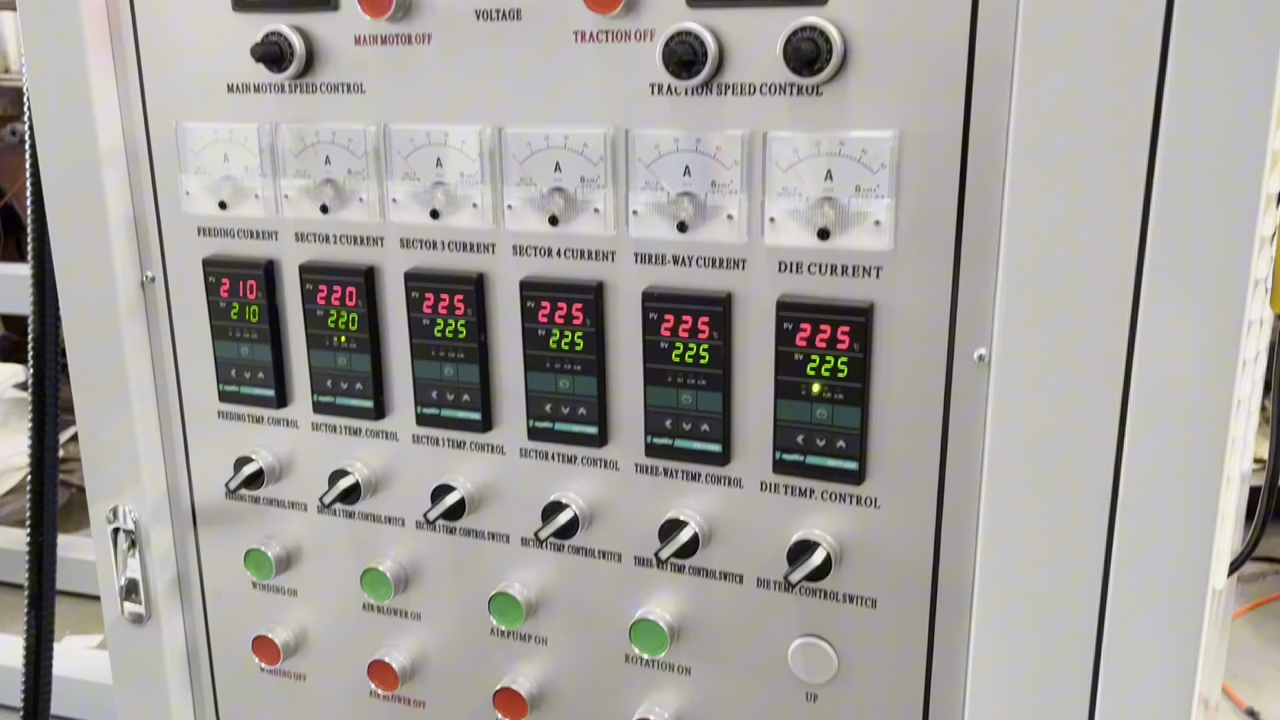 VOLTAGE
MAIN MOTOR OFF
TRACTION OFF
MAIN MOTOR SPEED CONTROL
TRACTION SPEED CONTROL
A
A
A
A
A
A
FEEDING CURRENT
SECTOR 2 CURRENT
SECTOR 3 CURRENT
SECTOR 4 CURRENT
THREE-WAY CURRENT
DIE CURRENT
PV 210
SV 210
PV 220
SV 220
PV 225
SV 225
PV 225
SV 225
PV 225
SV 225
PV 225
SV 225
FEEDING TEMP. CONTROL
SECTOR 2 TEMP. CONTROL
SECTOR 3 TEMP. CONTROL
SECTOR 4 TEMP. CONTROL
THREE-WAY TEMP. CONTROL
DIE TEMP. CONTROL
FEEDING TEMP. CONTROL SWITCH
SECTOR 2 TEMP. CONTROL SWITCH
SECTOR 3 TEMP. CONTROL SWITCH
SECTOR 4 TEMP. CONTROL SWITCH
THREE-WAY TEMP. CONTROL SWITCH
DIE TEMP. CONTROL SWITCH
WINDING ON
AIR BLOWER ON
AIR PUMP ON
ROTATION ON
WINDING OFF
AIR BLOWER OFF
UP